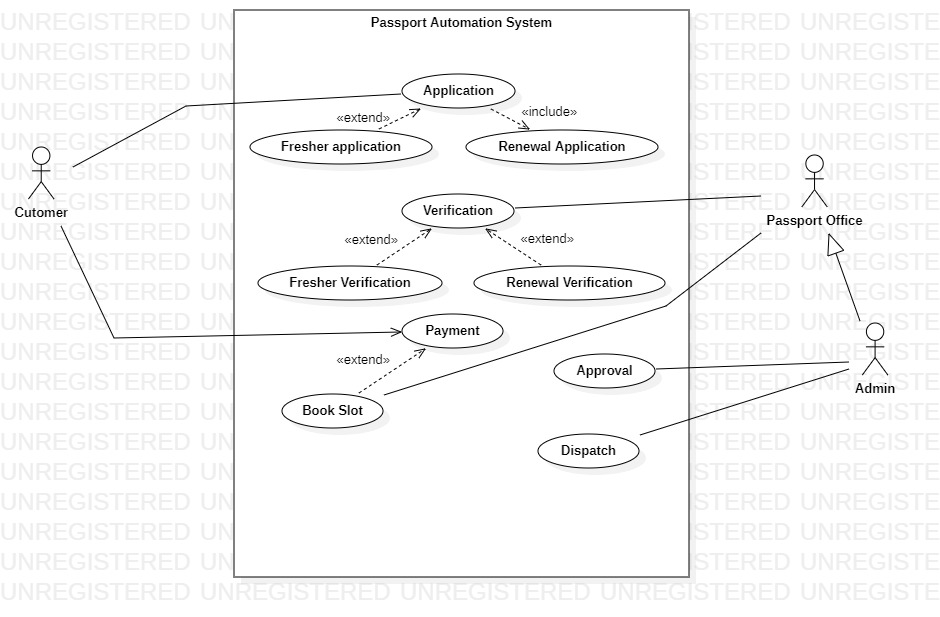 Passport Automation System
Application
«extend»
«include»
Fresher application
Renewal Application
Cutomer
Verification
Passport Office
«extend»
«extend»
Fresher Verification
Renewal Verification
Payment
«extend»
Approval
Admin
Book Slot
Dispatch
UNREGISTERED UNREGISTERED UNREGISTERED UNREGISTERED UNREGISTERE